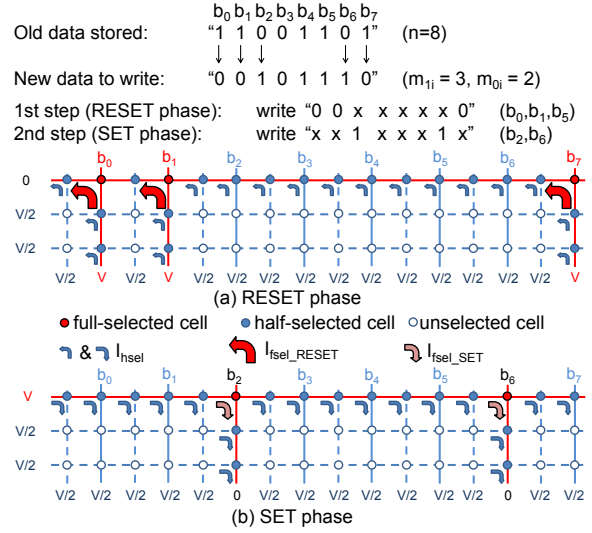 b0 b1 b2 b3 b4 b5 b6 b7
Old data stored: “1 1 0 0 1 1 0 1” (n=8)
New data to write: “0 0 1 0 1 1 1 0” (m1i = 3, m0i = 2)
1st step (RESET phase): write “0 0 x x x x x 0” (b0,b1,b5)
2nd step (SET phase): write “x x 1 x x x 1 x” (b2,b6)
b0 b1 b2 b3 b4 b5 b6 b7
0
V/2
V/2
V/2 V V/2 V V/2 V/2 V/2 V/2 V/2 V/2 V/2 V/2 V/2 V/2 V/2 V
(a) RESET phase
full-selected cell half-selected cell unselected cell
& Ihsel Ifsel_RESET Ifsel_SET
b0 b1 b2 b3 b4 b5 b6 b7
V
V/2
V/2
V/2 V/2 V/2 V/2 V/2 0 V/2 V/2 V/2 V/2 V/2 V/2 V/2 0 V/2 V/2
(b) SET phase